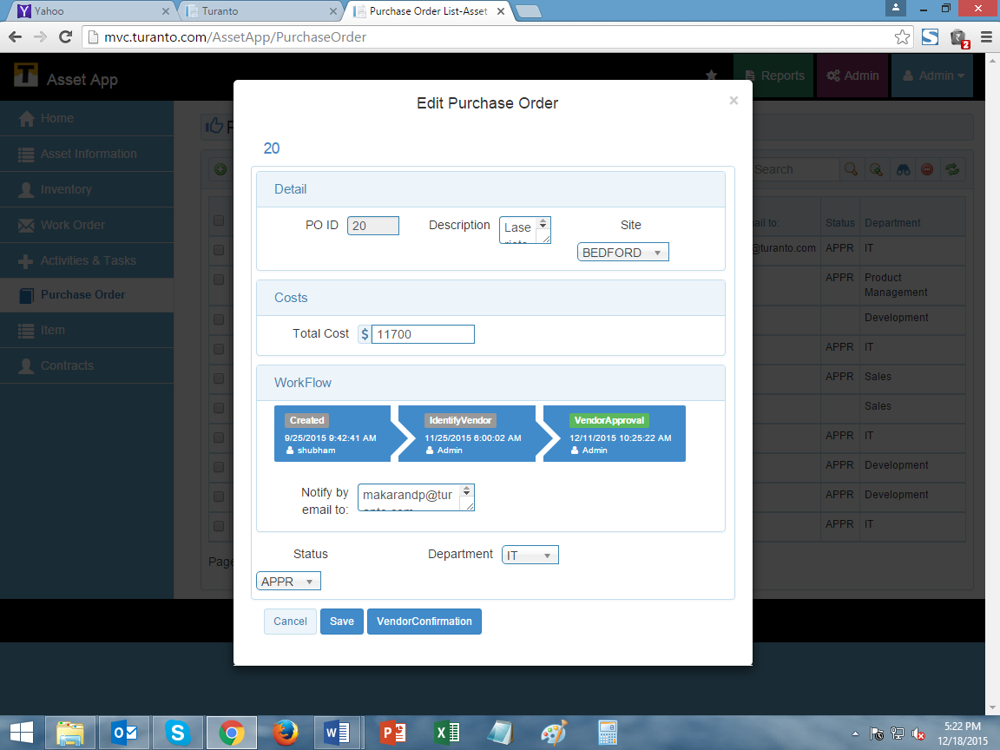 Yahoo
Turanto
Purchase Order List-Asset
mvc.turanto.com/AssetApp/PurchaseOrder
2
T Asset App
Reports
Admin
Admin
Home
Asset Information
Inventory
Work Order
Activities & Tasks
Purchase Order
Item
Contracts
Search
Status Department
@turanto.com APPR IT
APPR Product
Management
Development
APPR IT
APPR Sales
Sales
APPR IT
APPR Development
APPR Development
APPR IT
Page
Edit Purchase Order ×
20
Detail
PO ID 20 Description Lase Site
BEDFORD
Costs
Total Cost $ 11700
WorkFlow
Created IdentifyVendor VendorApproval
9/25/2015 9:42:41 AM 11/25/2015 6:00:02 AM 12/11/2015 10:25:22 AM
shubham Admin Admin
Notify by
email to: makarandp@tur
Status Department IT
APPR
Cancel Save VendorConfirmation
5:22 PM
12/18/2015